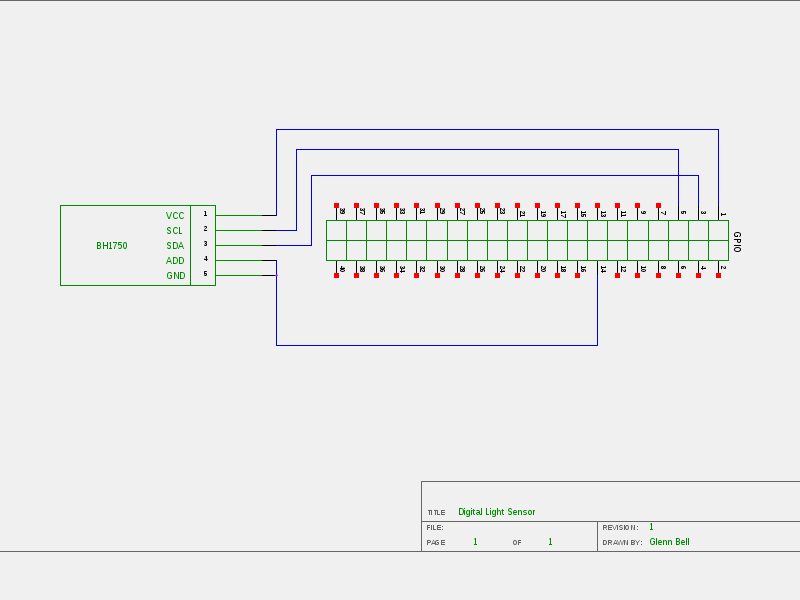 VCC 1
SCL 2
BH1750 SDA 3
ADD 4
GND 5
39 37 35 33 31 29 27 25 23 21 19 17 15 13 11 9 7 5 3 1
GPIO
40 38 36 34 32 30 28 26 24 22 20 18 16 14 12 10 8 6 4 2
TITLE Digital Light Sensor
FILE: REVISION: 1
PAGE 1 OF 1 DRAWN BY: Glenn Bell